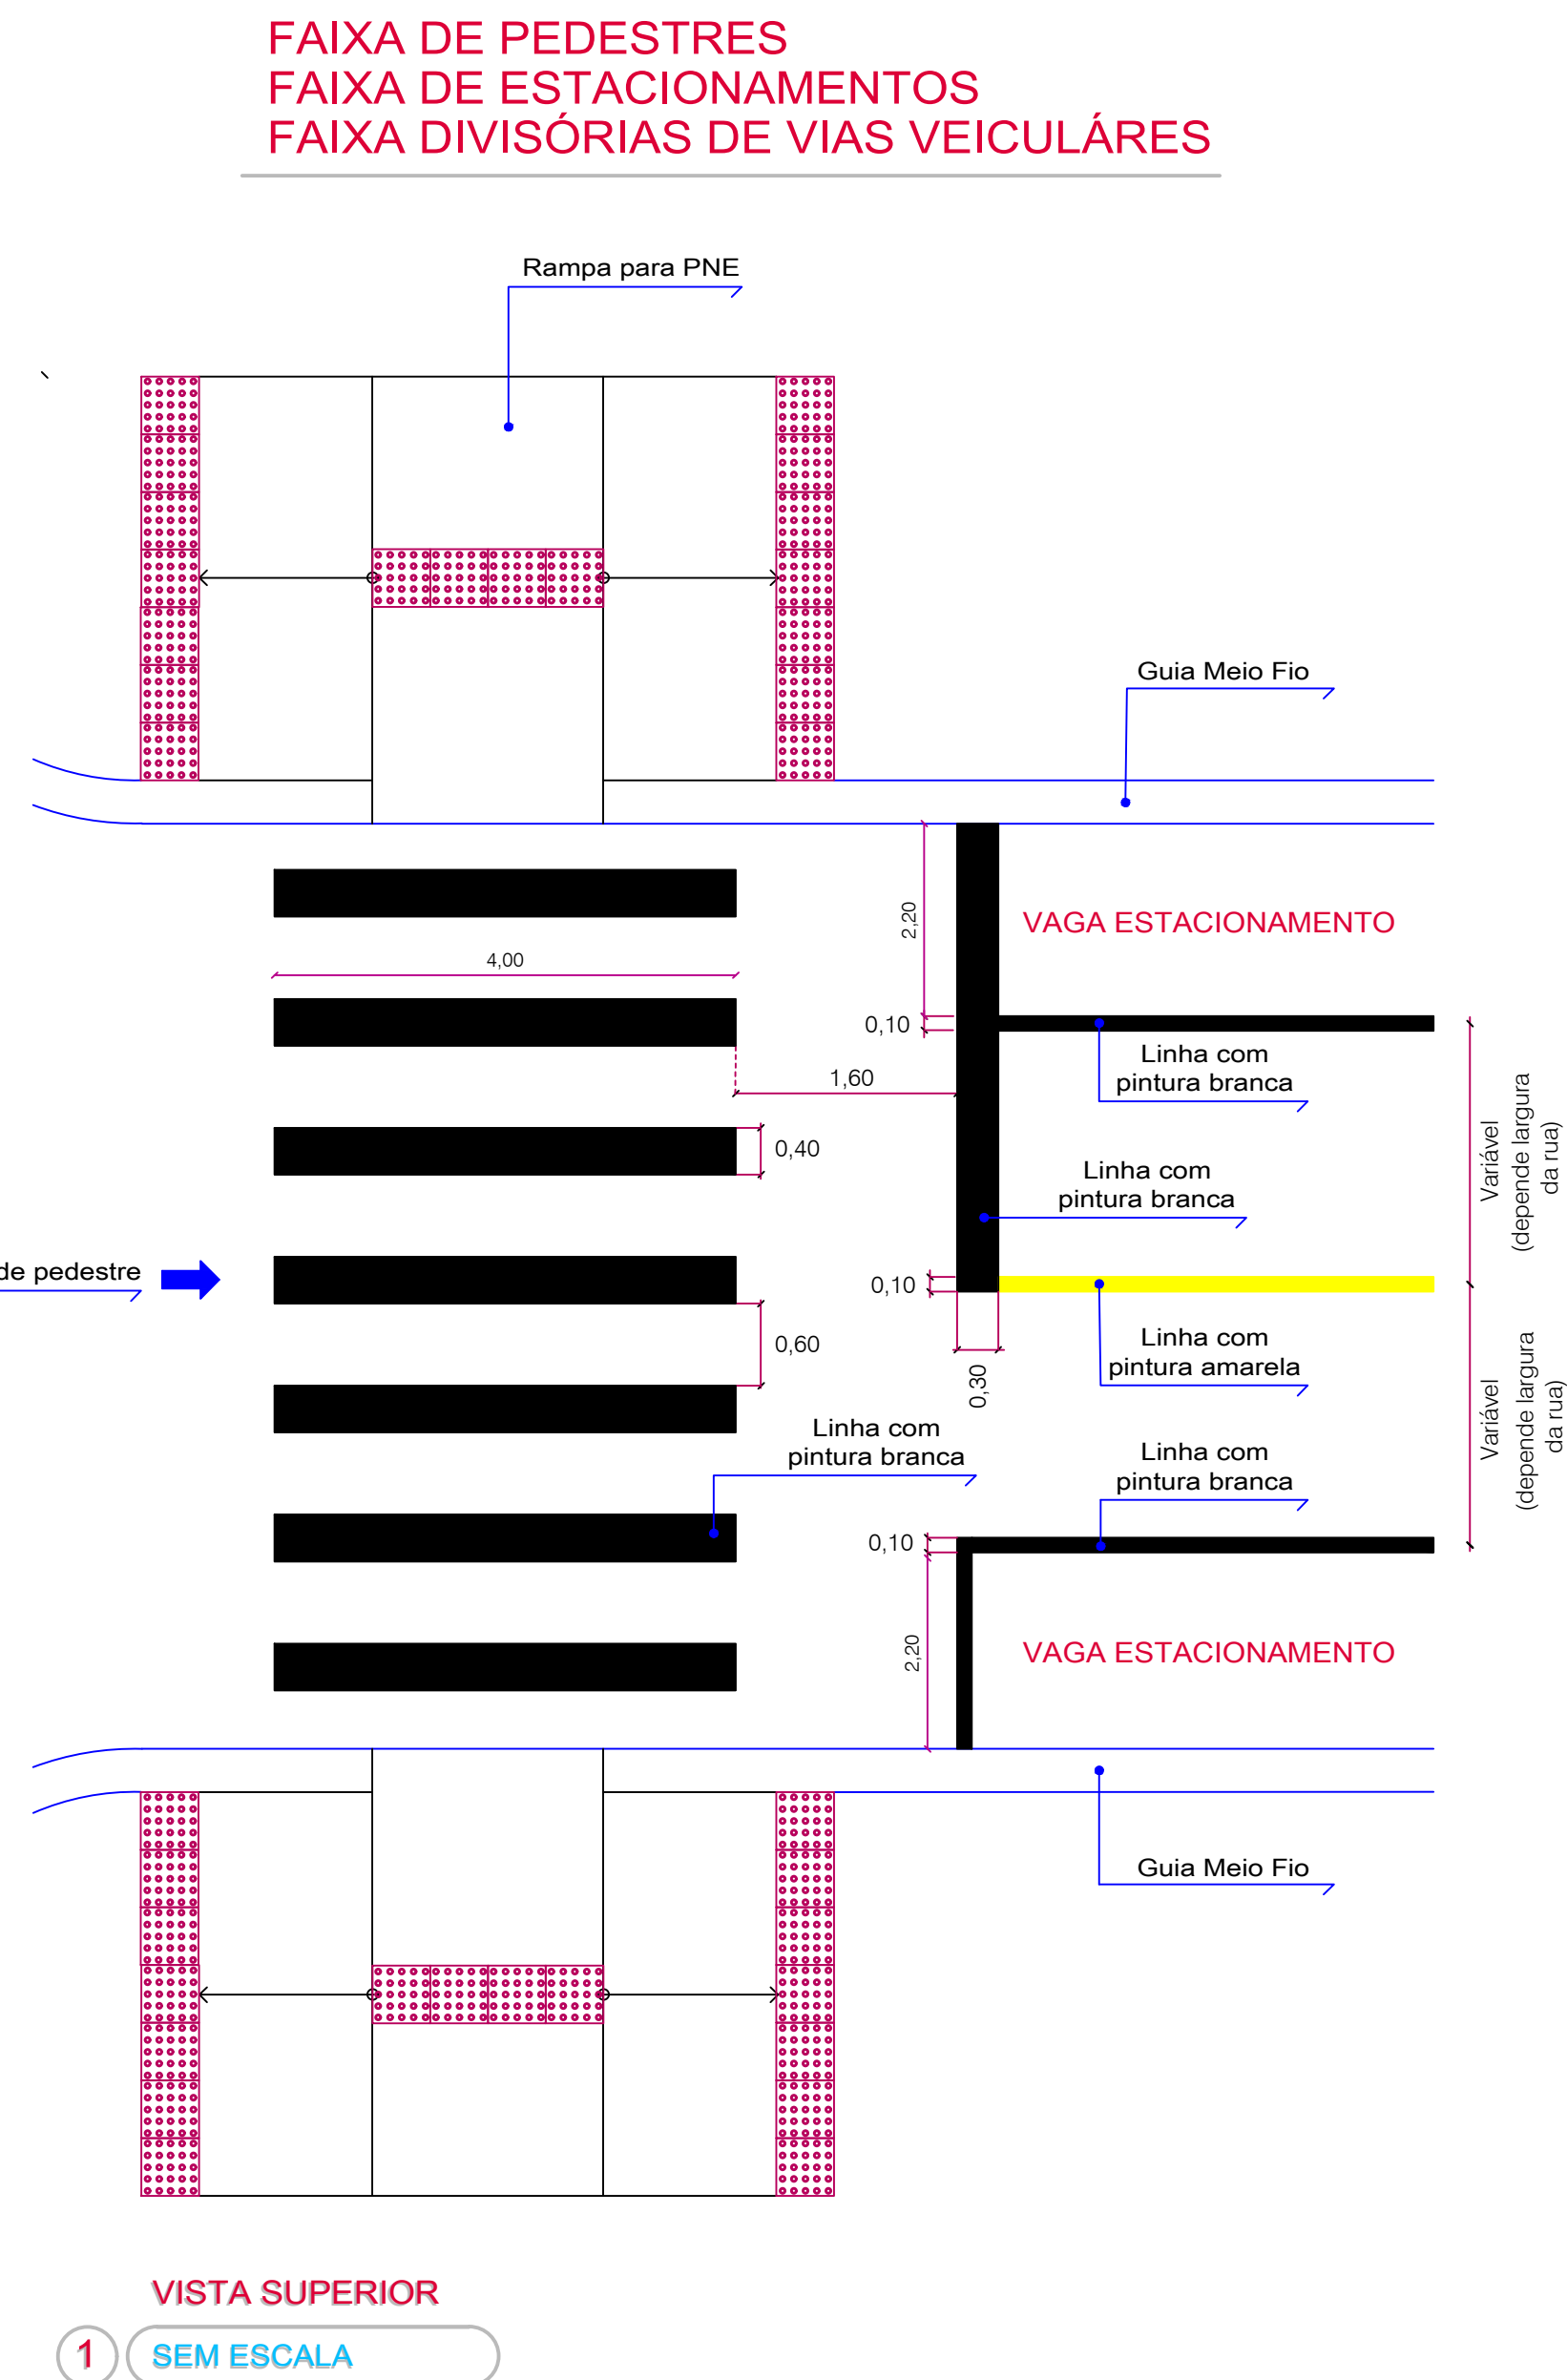 FAIXA DE PEDESTRES
FAIXA DE ESTACIONAMENTOS
FAIXA DIVISÓRIAS DE VIAS VEICULÁRES
Rampa para PNE
Guia Meio Fio
2,20
VAGA ESTACIONAMENTO
4,00
0,10
Linha com
pintura branca
1,60
0,40
Variável
(depende largura
da rua)
Linha com
pintura branca
de pedestre
0,10
0,60
Linha com
pintura amarela
0,30
Variável
(depende largura
da rua)
Linha com
pintura branca
Linha com
pintura branca
0,10
2,20
VAGA ESTACIONAMENTO
Guia Meio Fio
VISTA SUPERIOR
1
SEM ESCALA